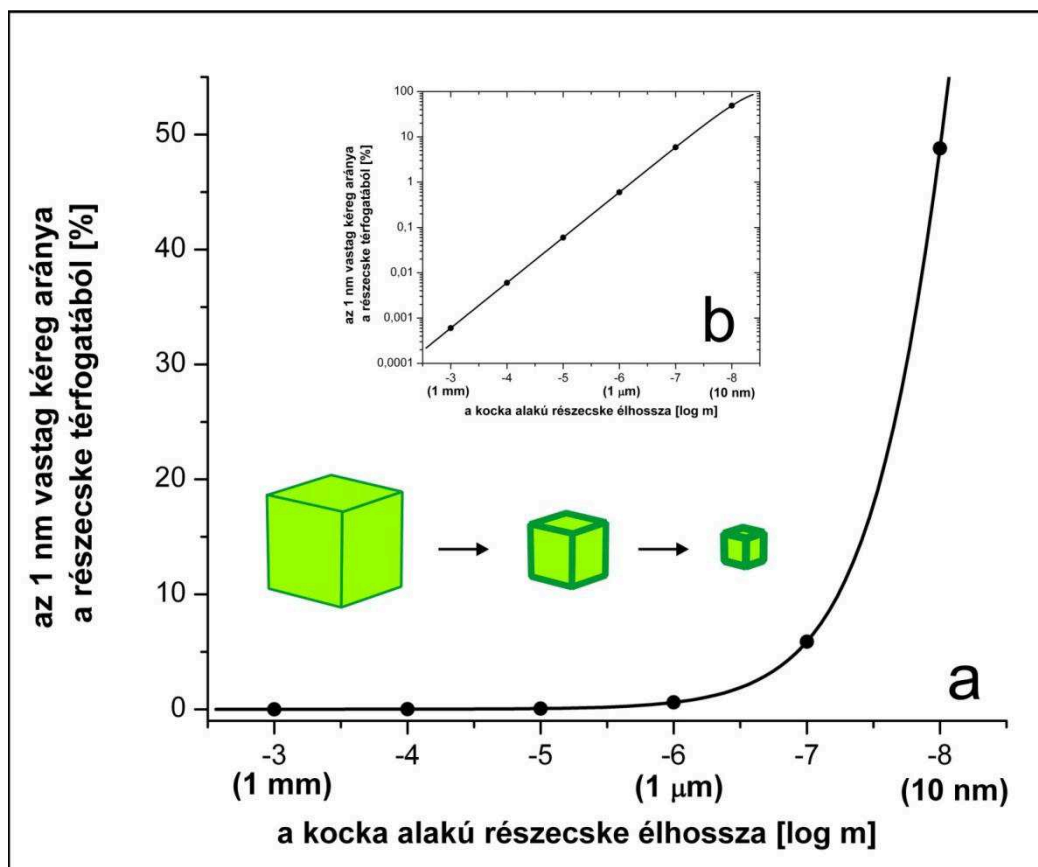 az 1 nm vastag kéreg aránya
a részecske térfogatából [%]
50
40
30
20
10
0
az 1 nm vastag kéreg aránya
a részecske térfogatából [%]
100
10
1
0,1
0,01
0,001
0,0001
b
-3 -4 -5 -6 -7 -8
(1 mm) (1 μm) (10 nm)
a kocka alakú részecske élhossza [log m]
a
-3 -4 -5 -6 -7 -8
(1 mm) (1 μm) (10 nm)
a kocka alakú részecske élhossza [log m]